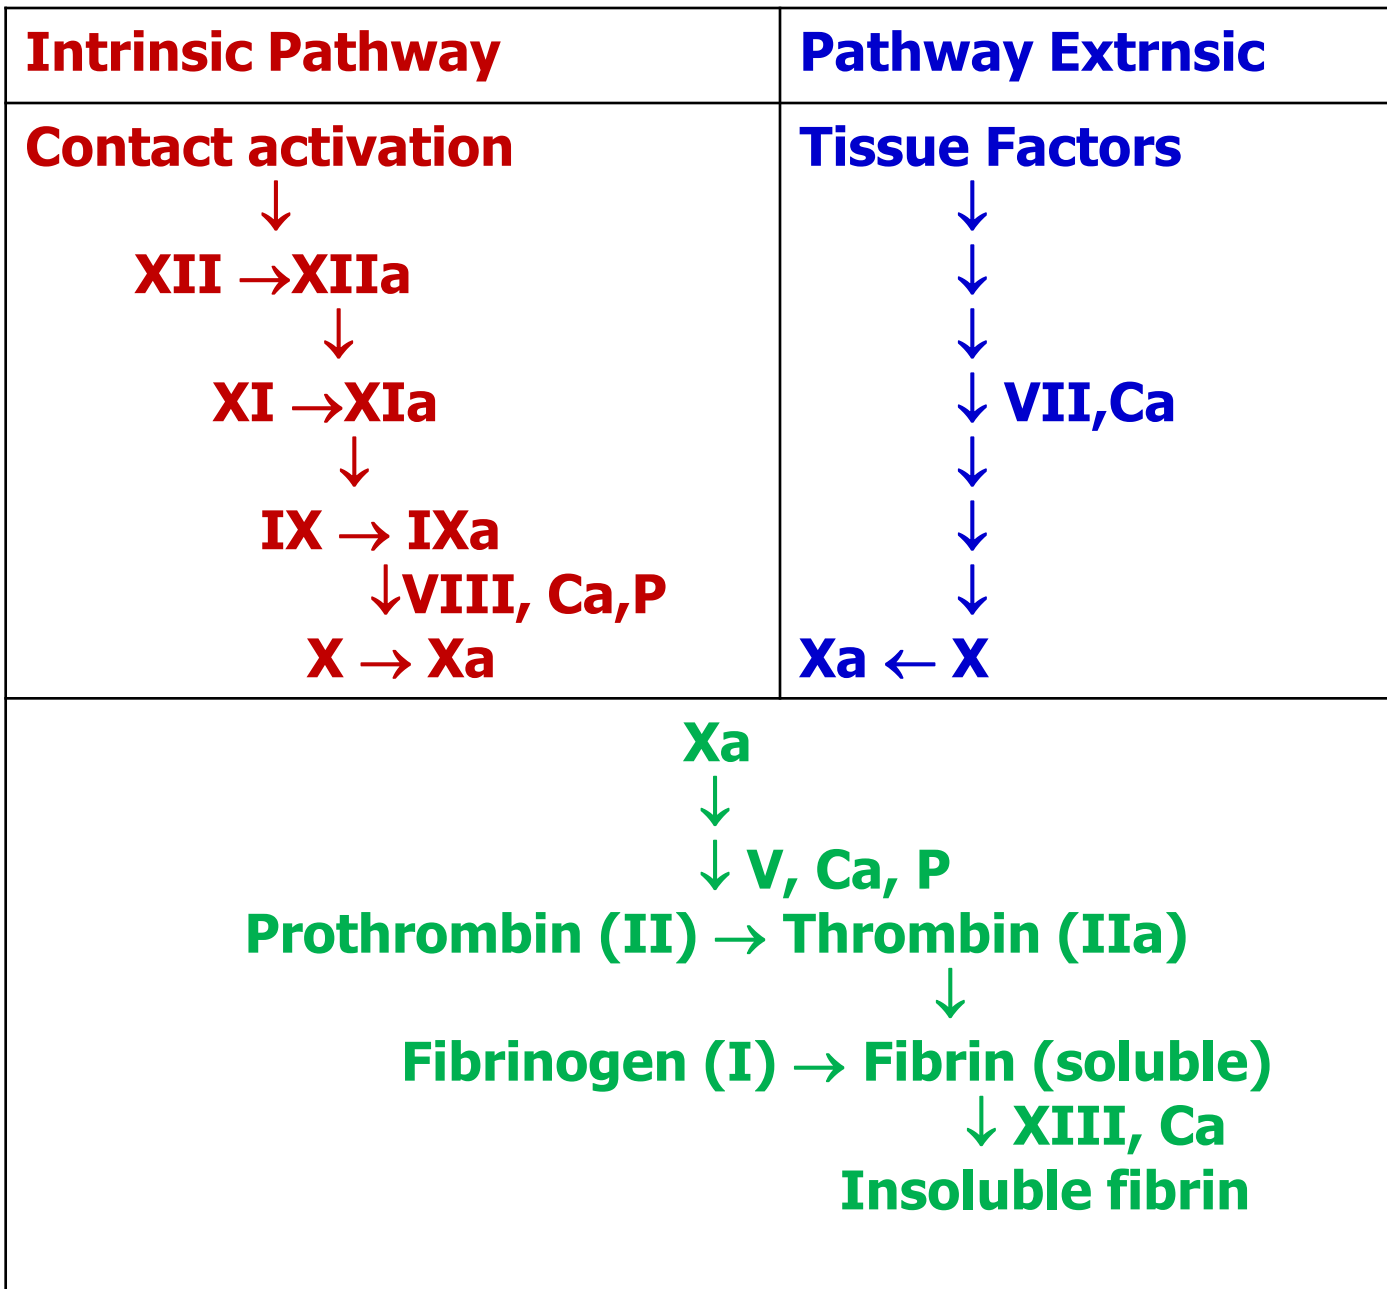 Intrinsic Pathway
Pathway Extrnsic
Contact activation
↓
XII →XIIa
↓
XI →XIa
↓
IX → IXa
↓VIII, Ca,P
X → Xa
Tissue Factors
↓
↓
↓
↓ VII,Ca
↓
↓
↓
Xa ← X
Xa
↓
↓ V, Ca, P
Prothrombin (II) → Thrombin (IIa)
↓
Fibrinogen (I) → Fibrin (soluble)
↓ XIII, Ca
Insoluble fibrin